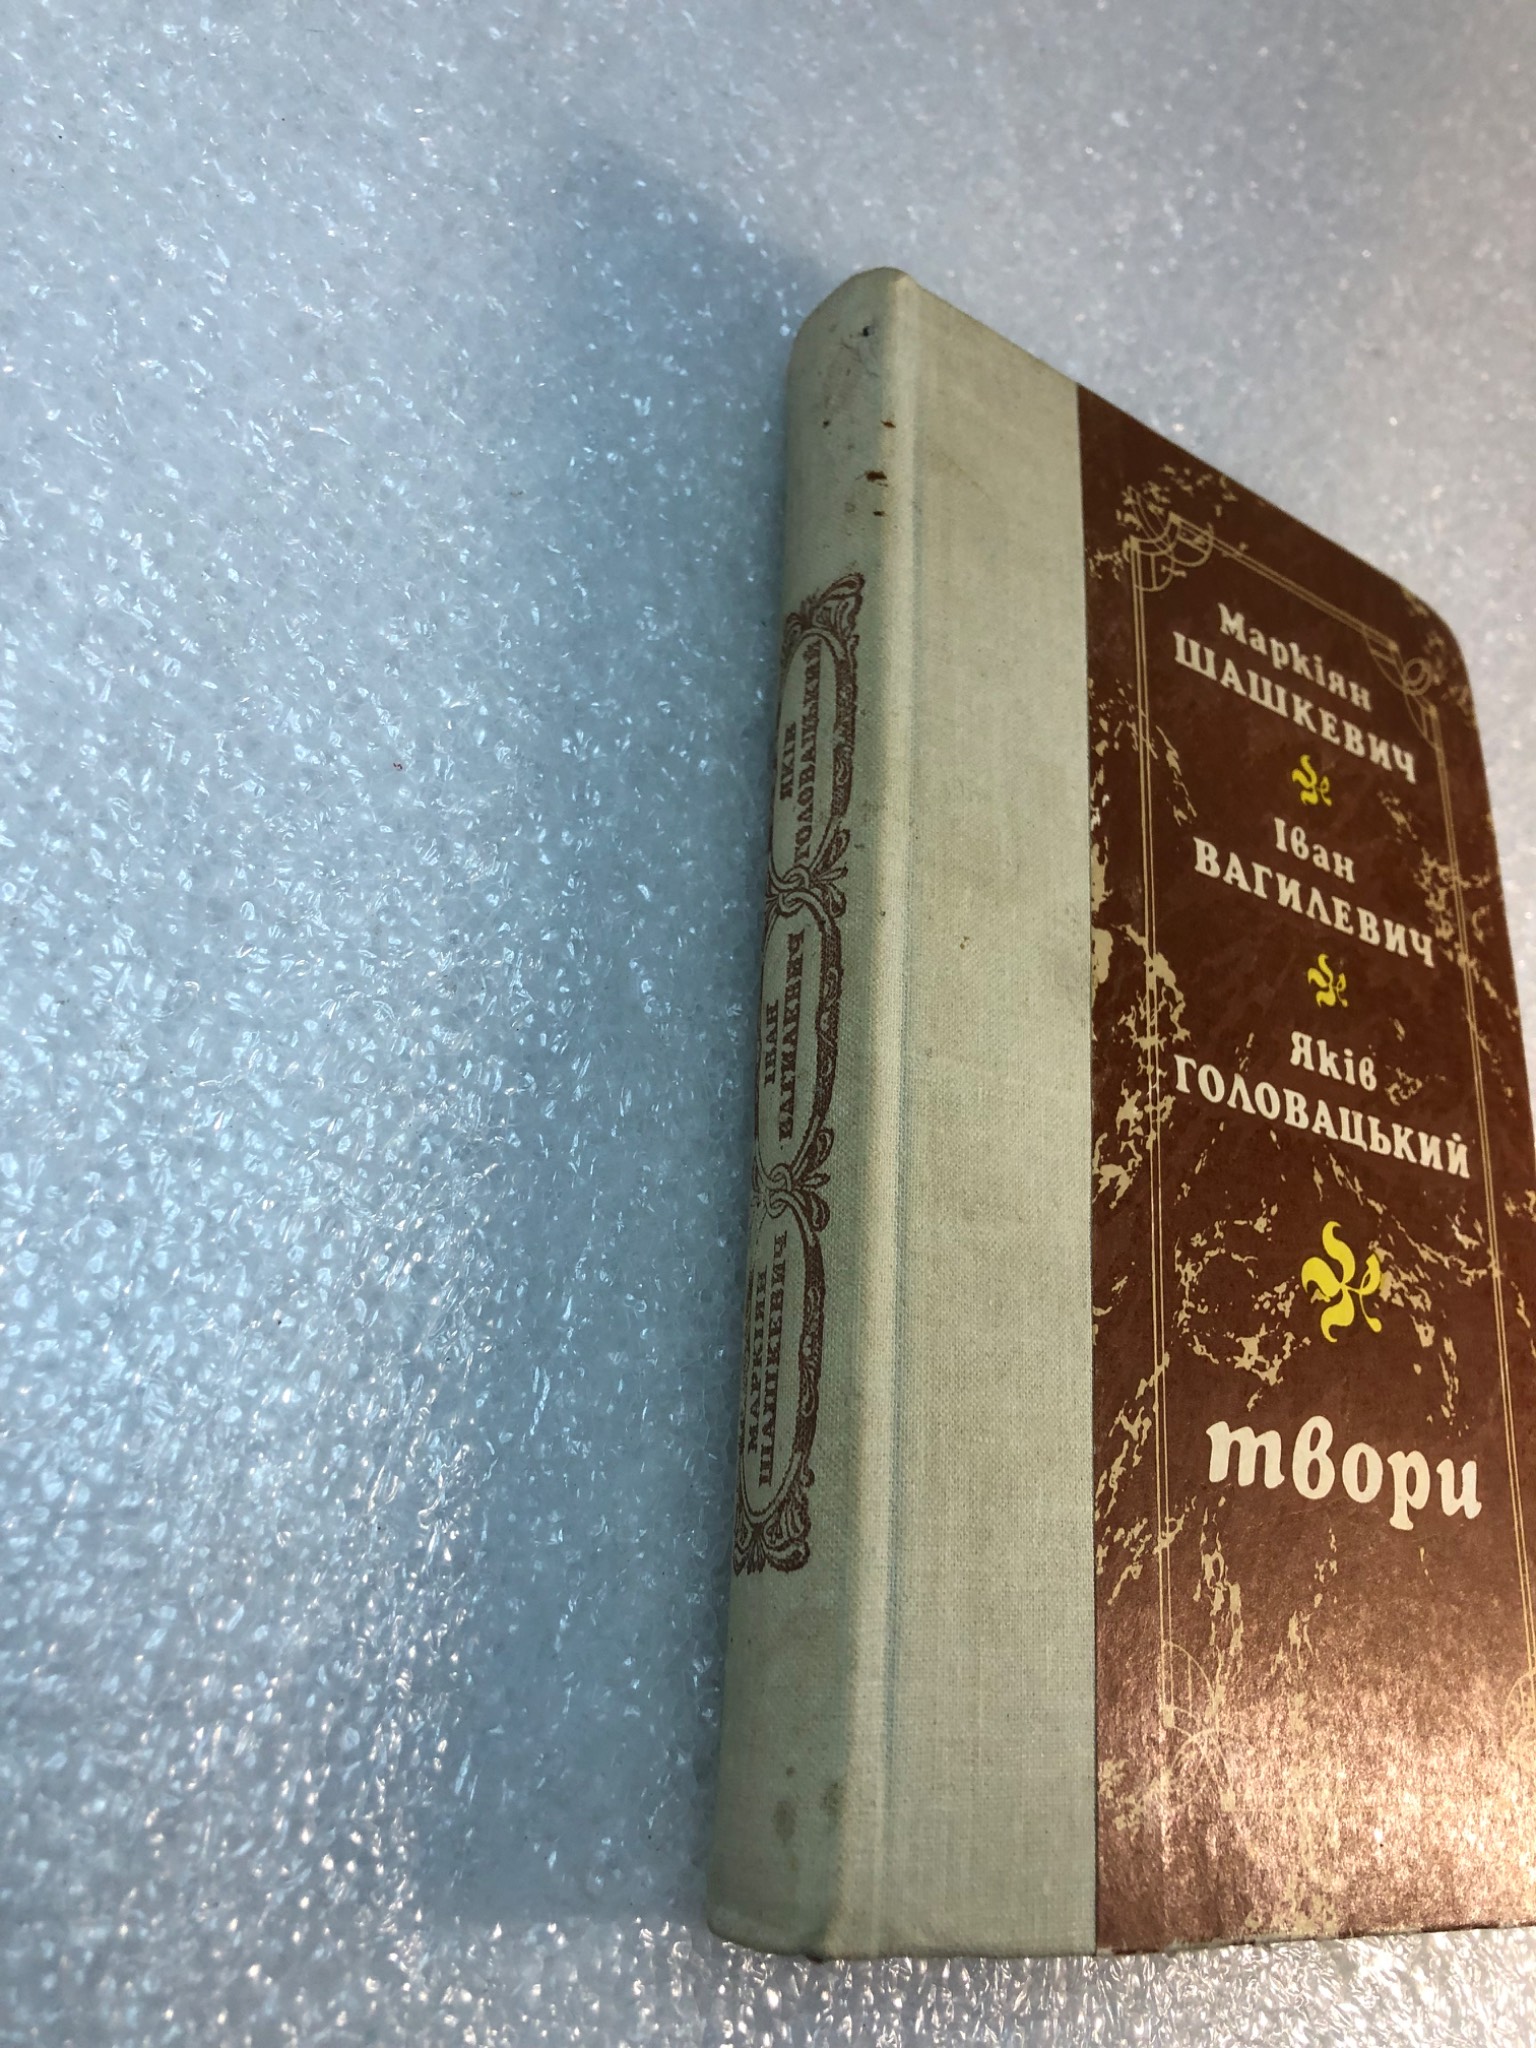 Маркіян
ШАШКЕВИЧ
Іван
ВАГИЛЕВИЧ
Яків
ГОЛОВАЦЬКИЙ
твори
МАРКІЯН
ШАШКЕВИЧ
ІВАН
ВАГИЛЕВИЧ
ЯКІВ
ГОЛОВАЦЬКИЙ